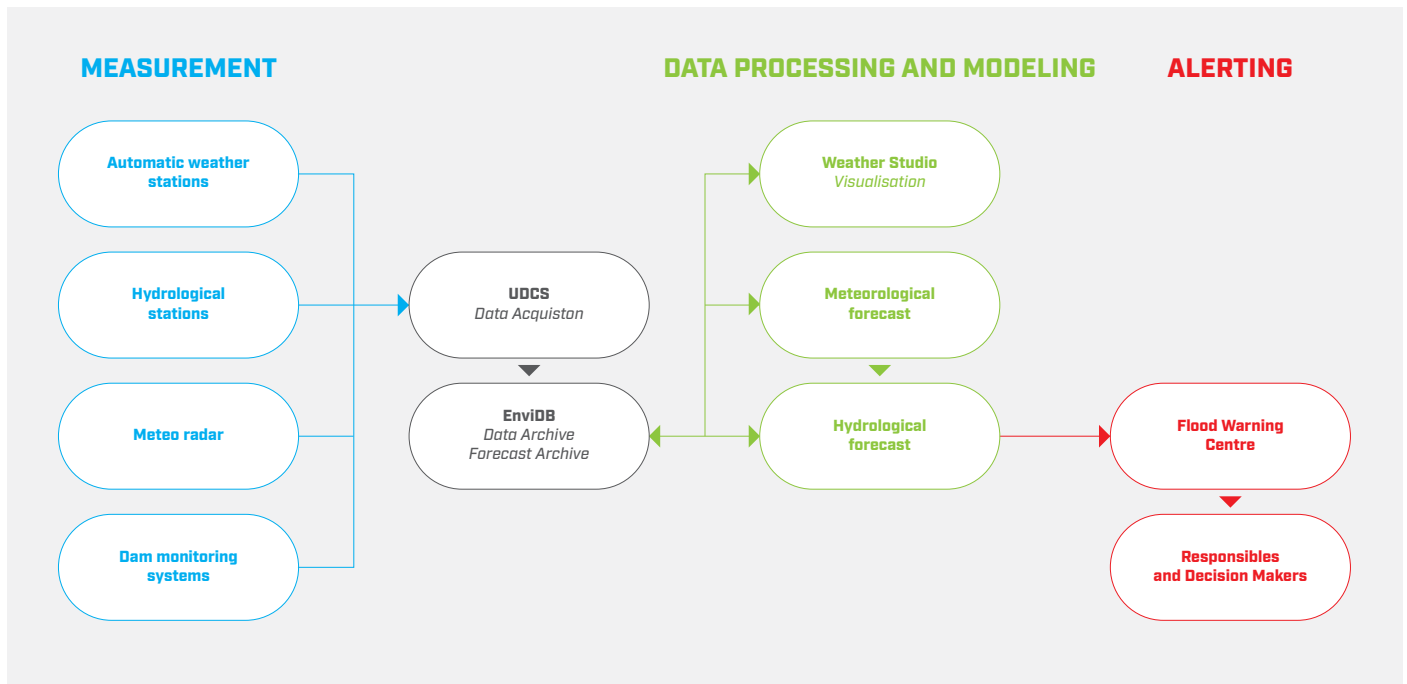 MEASUREMENT
DATA PROCESSING AND MODELING
ALERTING
Automatic weather
stations
Hydrological
stations
Meteo radar
Dam monitoring
systems
UDCS
Data Acquiston
EnviDB
Data Archive
Forecast Archive
Weather Studio
Visualisation
Meteorological
forecast
Hydrological
forecast
Flood Warning
Centre
Responsibles
and Decision Makers